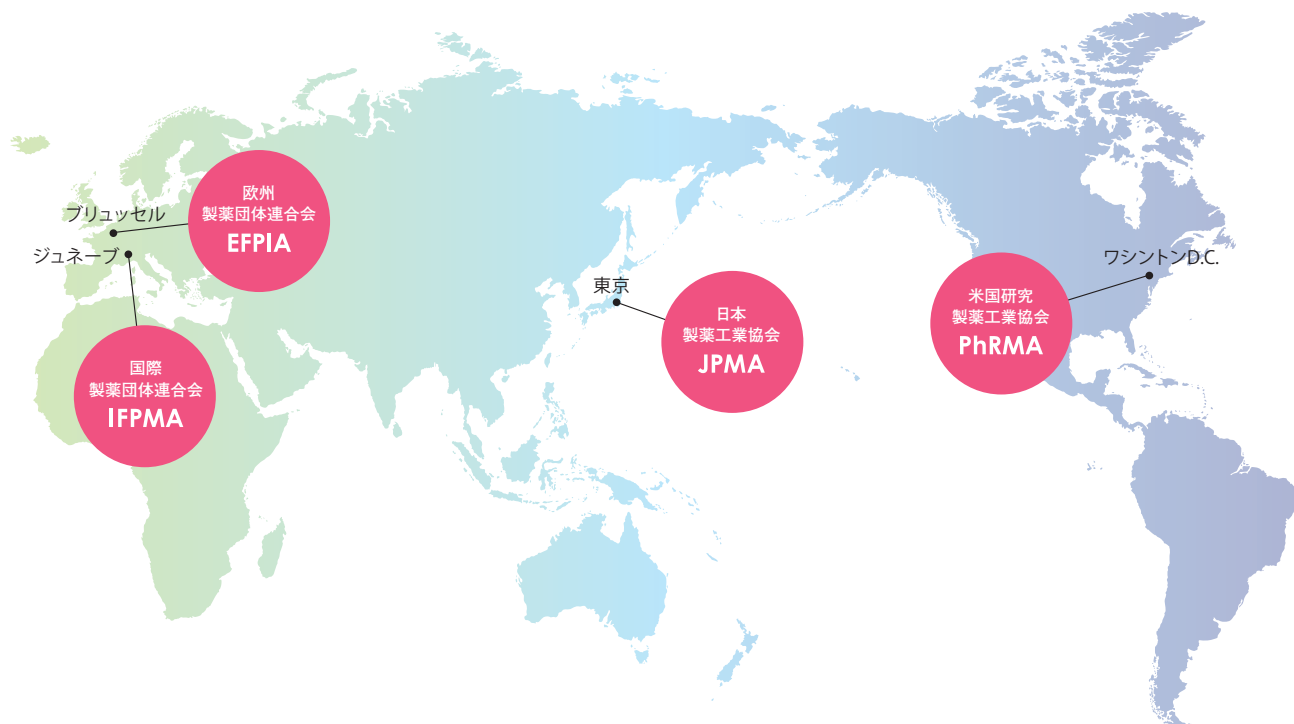 欧州
製薬団体連合会
EFPIA
ブリュッセル
ジュネーブ
国際
製薬団体連合会
IFPMA
東京
日本
製薬工業協会
JPMA
ワシントンD.C.
米国研究
製薬工業協会
PhRMA